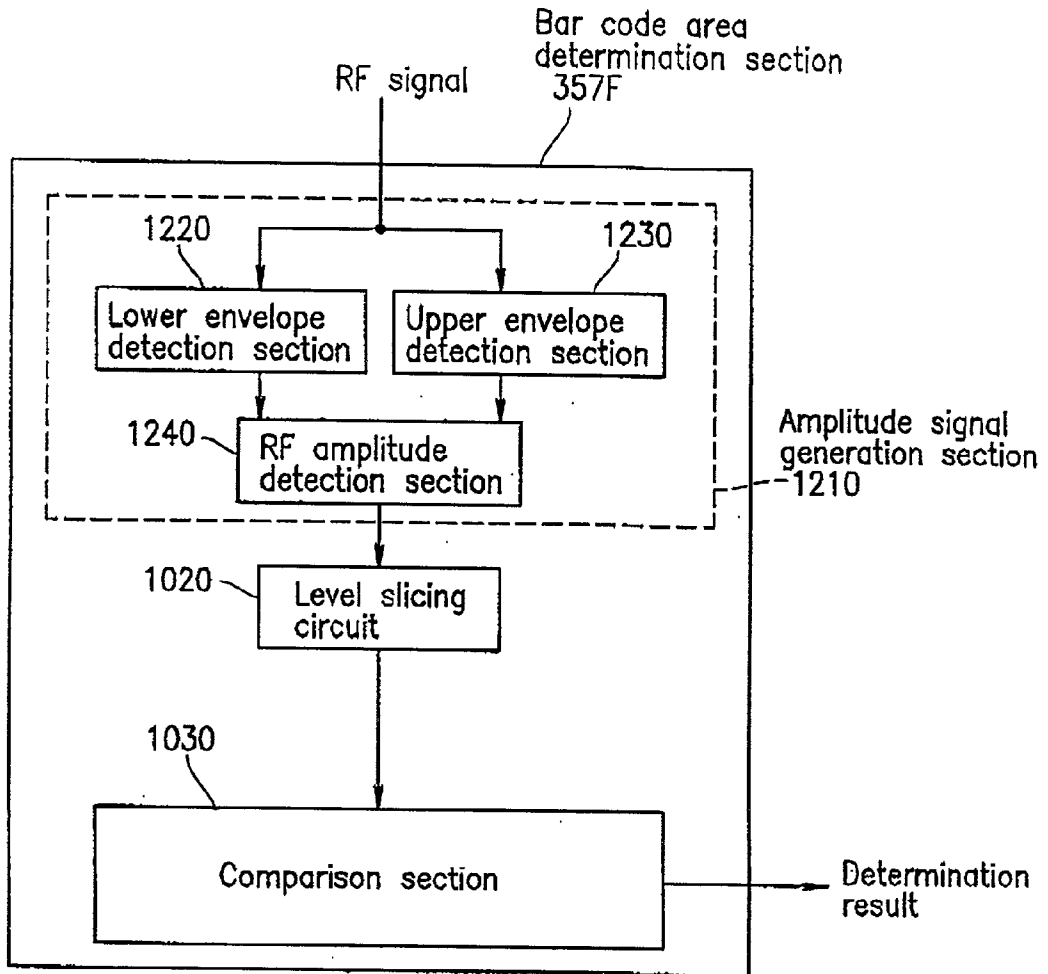 Bar code area
determination section
357F
RF signal
1220
1230
Lower envelope
detection section
Upper envelope
detection section
1240
RF amplitude
detection section
Amplitude signal
generation section
1210
1020
Level slicing
circuit
1030
Comparison section
Determination
result